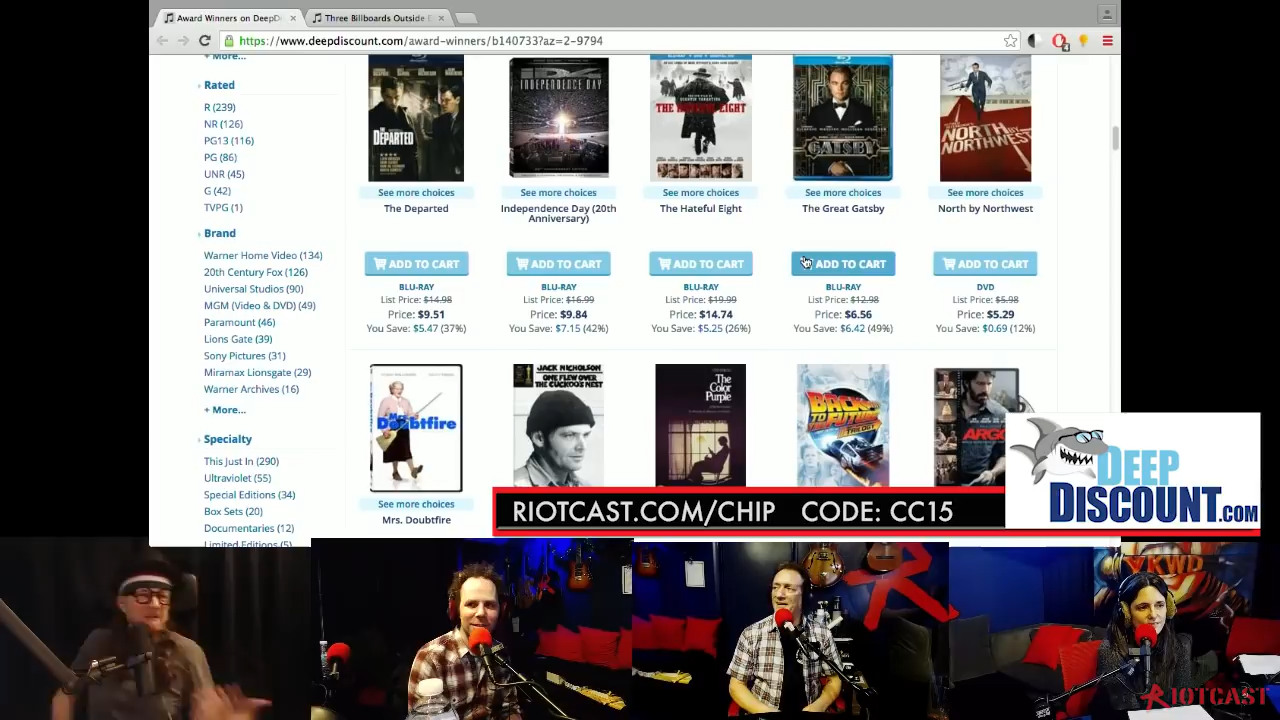 Award Winners on DeepD
Three Billboards Outside E
https://www.deepdiscount.com/award-winners/b140733?az=2-9794
+ More...
Rated
R (239)
NR (126)
PG13 (116)
PG (86)
UNR (45)
G (42)
TVPG (1)
Brand
Warner Home Video (134)
20th Century Fox (126)
Universal Studios (90)
MGM (Video & DVD) (49)
Paramount (46)
Lions Gate (39)
Sony Pictures (31)
Miramax Lionsgate (29)
Warner Archives (16)
+ More...
Specialty
This Just In (290)
Ultraviolet (55)
Special Editions (34)
Box Sets (20)
Documentaries (12)
Limited Editions (5)
THE DEPARTED
INDEPENDENCE DAY
THE HATEFUL EIGHT
GATSBY
NORTH BY NORTHWEST
See more choices
See more choices
See more choices
See more choices
See more choices
The Departed
Independence Day (20th
Anniversary)
The Hateful Eight
The Great Gatsby
North by Northwest
ADD TO CART
ADD TO CART
ADD TO CART
ADD TO CART
ADD TO CART
BLU-RAY
List Price: $14.98
Price: $9.51
You Save: $5.47 (37%)
BLU-RAY
List Price: $16.99
Price: $9.84
You Save: $7.15 (42%)
BLU-RAY
List Price: $19.99
Price: $14.74
You Save: $5.25 (26%)
BLU-RAY
List Price: $12.98
Price: $6.56
You Save: $6.42 (49%)
DVD
List Price: $5.98
Price: $5.29
You Save: $0.69 (12%)
Mrs. Doubtfire
JACK NICHOLSON
ONE FLEW OVER
THE CUCKOO'S NEST
The
Color
Purple
BACK TO THE FUTURE
TRILOGY
ARGO
See more choices
Mrs. Doubtfire
RIOTCAST.COM/CHIP CODE: CC15
DEEP
DISCOUNT.COM
YKWD
RIOTCAST